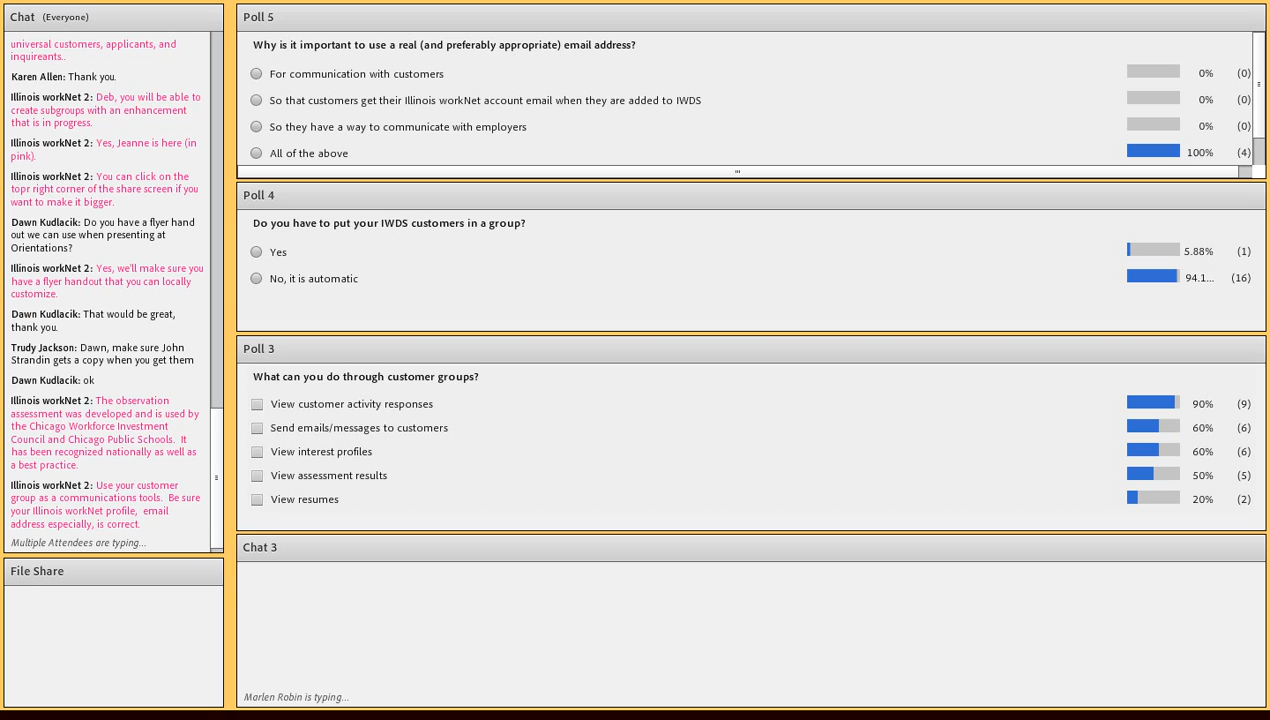 Chat (Everyone)
universal customers, applicants, and
inquireants..
Karen Allen: Thank you.
Illinois workNet 2: Deb, you will be able to
create subgroups with an enhancement
that is in progress.
Illinois workNet 2: Yes, Jeanne is here (in
pink).
Illinois workNet 2: You can click on the
topr right corner of the share screen if you
want to make it bigger.
Dawn Kudlacik: Do you have a flyer hand
out we can use when presenting at
Orientations?
Illinois workNet 2: Yes, we'll make sure you
have a flyer handout that you can locally
customize.
Dawn Kudlacik: That would be great,
thank you.
Trudy Jackson: Dawn, make sure John
Strandin gets a copy when you get them
Dawn Kudlacik: ok
Illinois workNet 2: The observation
assessment was developed and is used by
the Chicago Workforce Investment
Council and Chicago Public Schools. It
has been recognized nationally as well as
a best practice.
Illinois workNet 2: Use your customer
group as a communications tools. Be sure
your Illinois workNet profile, email
address especially, is correct.
Multiple Attendees are typing...
File Share
Poll 5
Why is it important to use a real (and preferably appropriate) email address?
For communication with customers 0% (0)
So that customers get their Illinois workNet account email when they are added to IWDS 0% (0)
So they have a way to communicate with employers 0% (0)
All of the above 100% (4)
Poll 4
Do you have to put your IWDS customers in a group?
Yes 5.88% (1)
No, it is automatic 94.1... (16)
Poll 3
What can you do through customer groups?
View customer activity responses 90% (9)
Send emails/messages to customers 60% (6)
View interest profiles 60% (6)
View assessment results 50% (5)
View resumes 20% (2)
Chat 3
Marlen Robin is typing...